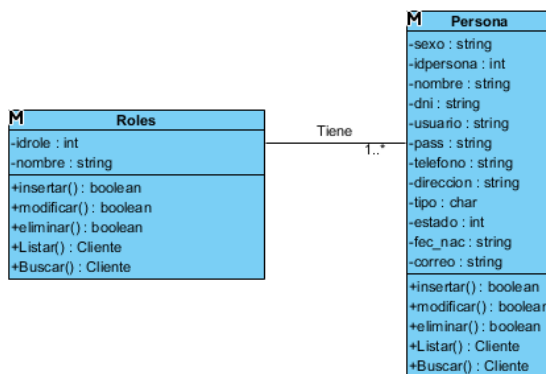 M
Roles
-idrole : int
-nombre : string
+insertar() : boolean
+modificar() : boolean
+eliminar() : boolean
+Listar() : Cliente
+Buscar() : Cliente
Tiene
1..*
M
Persona
-sexo : string
-idpersona : int
-nombre : string
-dni : string
-usuario : string
-pass : string
-telefono : string
-direccion : string
-tipo : char
-estado : int
-fec_nac : string
-correo : string
+insertar() : boolean
+modificar() : boolean
+eliminar() : boolean
+Listar() : Cliente
+Buscar() : Cliente